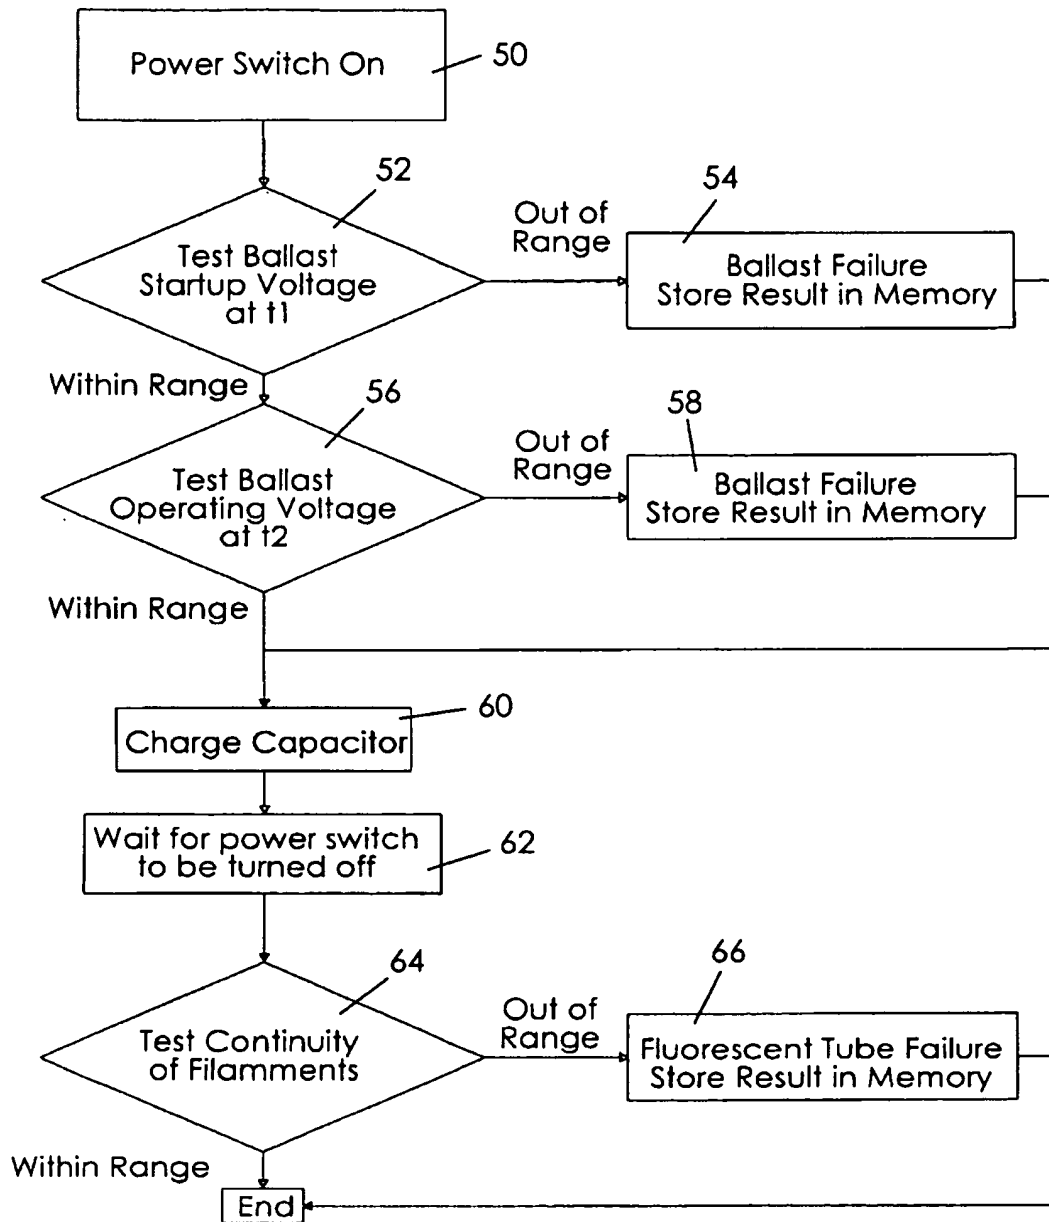 Power Switch On
50
52
Test Ballast
Startup Voltage
at t1
Out of
Range
54
Ballast Failure
Store Result in Memory
Within Range
56
Test Ballast
Operating Voltage
at t2
Out of
Range
58
Ballast Failure
Store Result in Memory
Within Range
60
Charge Capacitor
Wait for power switch
to be turned off
62
64
Test Continuity
of Filamments
Out of
Range
66
Fluorescent Tube Failure
Store Result in Memory
Within Range
End